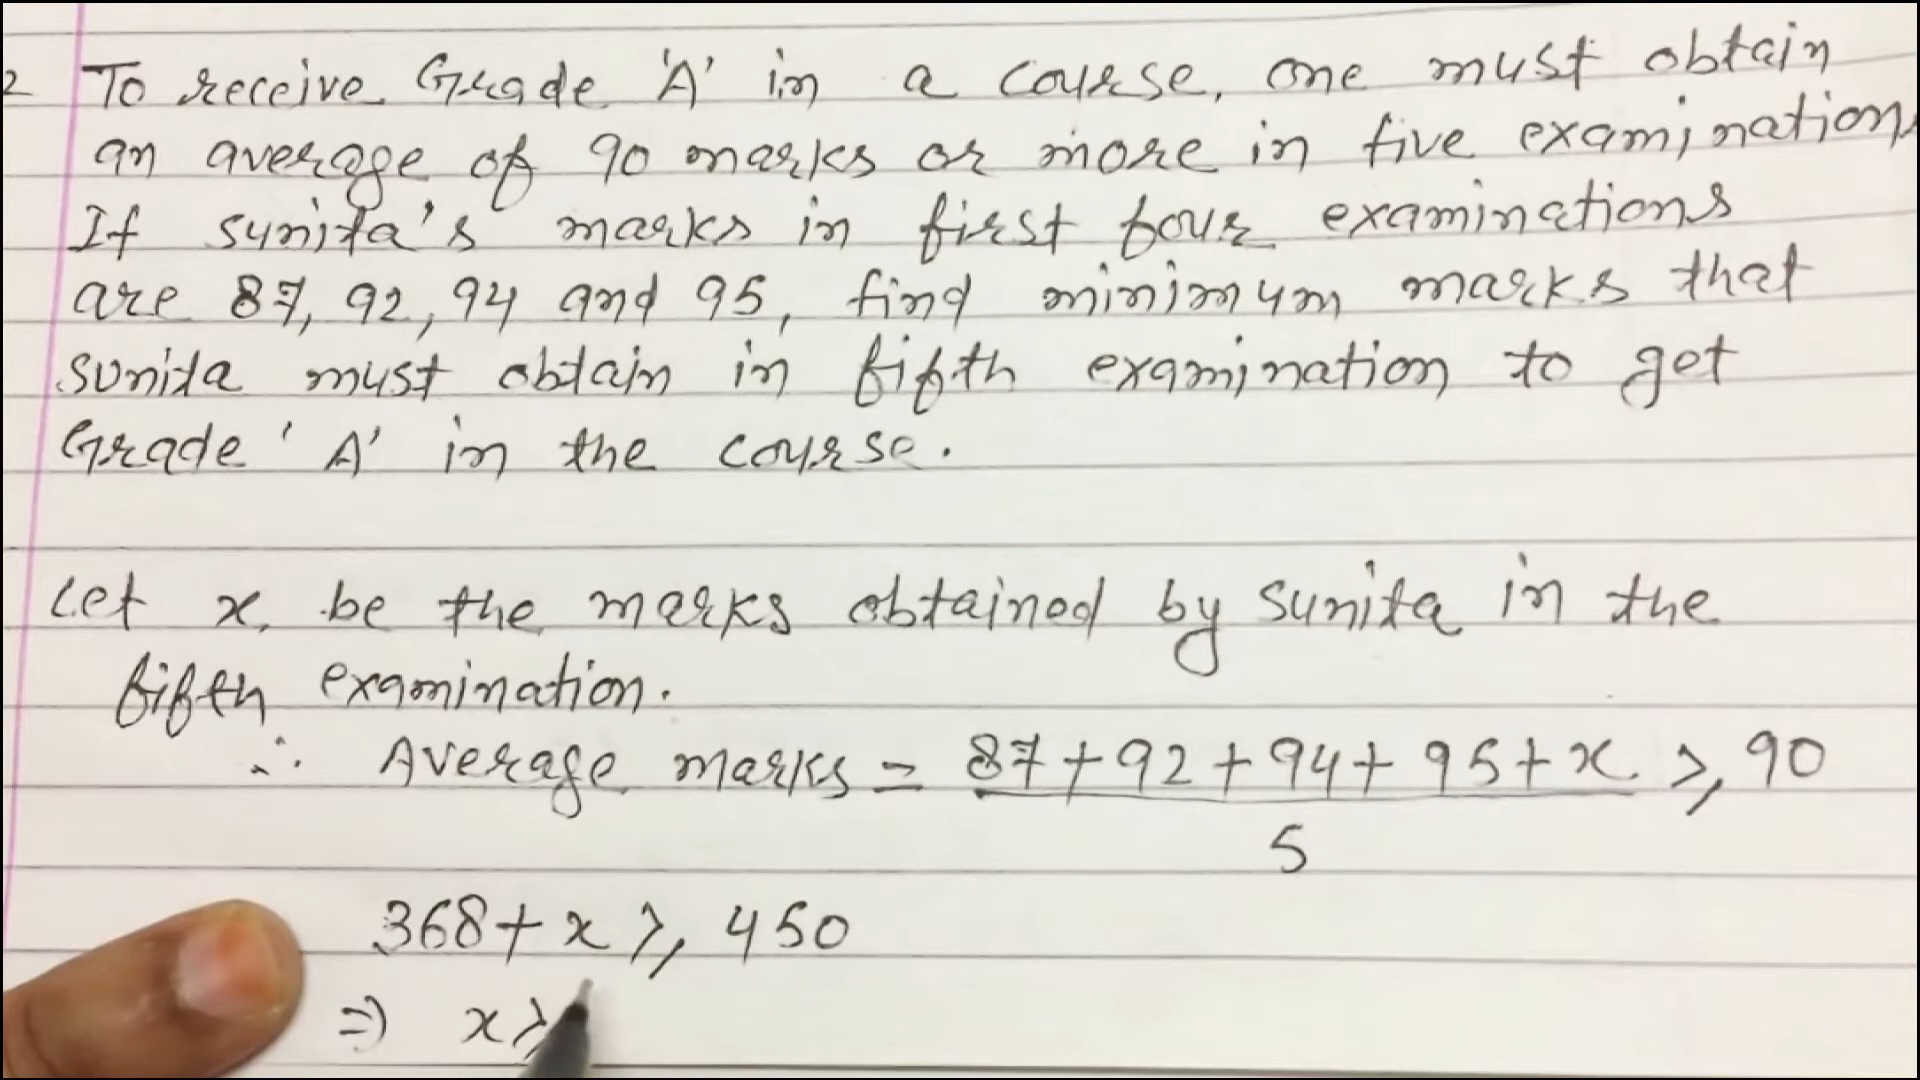 2 To receive Grade 'A' in a course, one must obtain
an average of 90 marks or more in five examinations
If sunita's marks in first four examinations
are 87, 92, 94 and 95, find minimum marks that
sunita must obtain in fifth examination to get
Grade 'A' in the course.
Let x be the marks obtained by sunita in the
fifth examination.
∴ Average marks = 87+92+94+95+x ≥ 90
5
368+x ≥ 450
⇒ x ≥